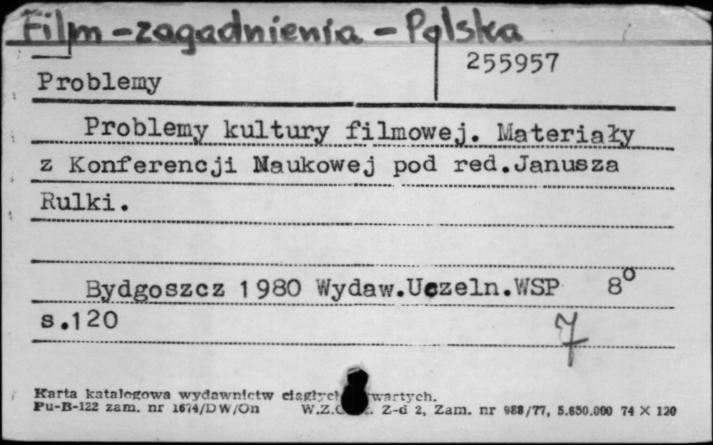 Film - zagadnienia - Polska
255957
Problemy
Problemy kultury filmowej. Materiały
z Konferencji Naukowej pod red.Janusza
Rulki.
Bydgoszcz 1980 Wydaw.Uczeln.WSP 8°
s.120
7
Karta katalogowa wydawnictw
Pu-B-122 zam. nr 1674/DW/On Z-d 2, Zam. nr 988/77, 5.650.000 74 X 120